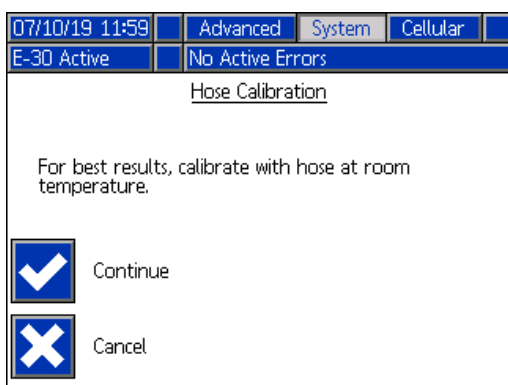 07/10/19 11:59 Advanced System Cellular
E-30 Active No Active Errors
Hose Calibration
For best results, calibrate with hose at room
temperature.
Continue
Cancel